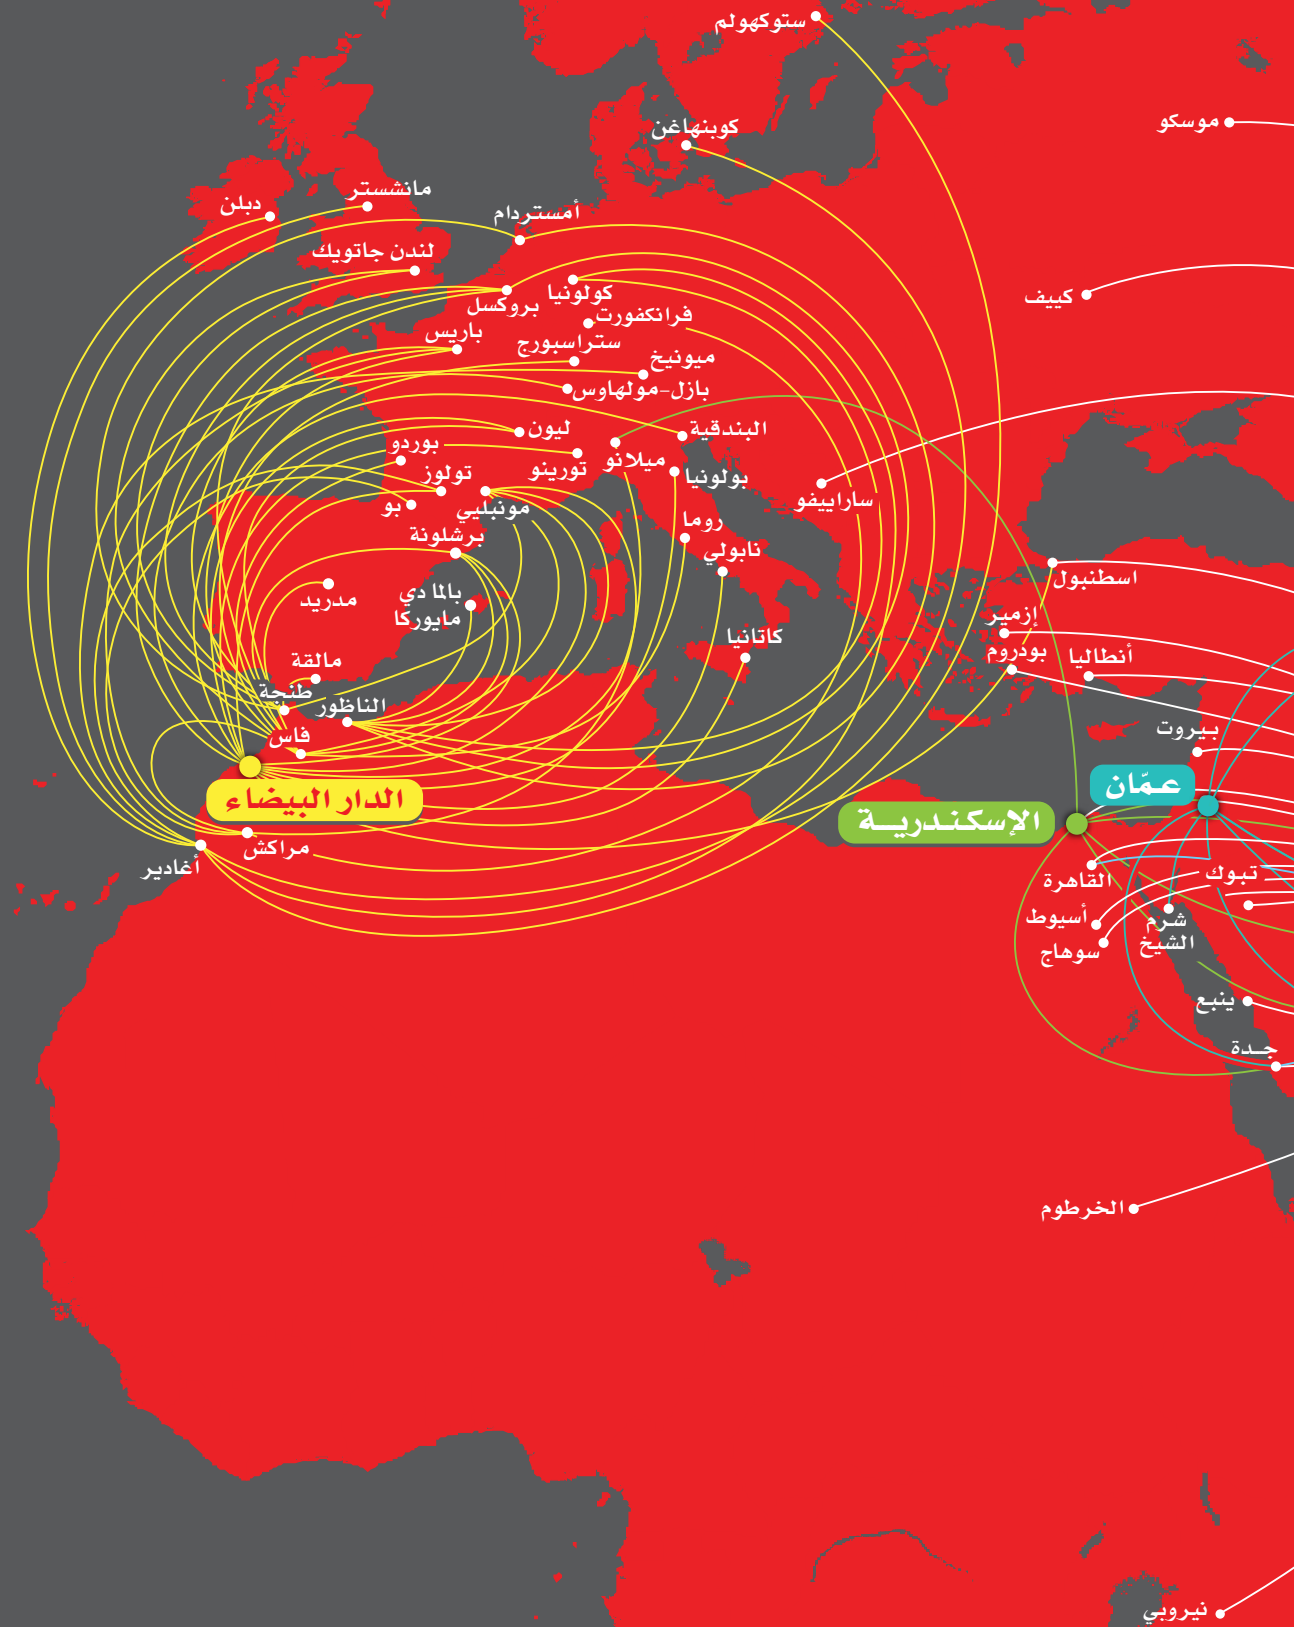 ستوكهولم
كوبنهاغن
موسكو
مانشستر
دبلن
أمستردام
لندن جاتويك
كولونيا
بروكسل
كييف
فرانكفورت
باريس
ستراسبورج
ميونيخ
بازل-مولهاوس
البندقية
ليون
بوردو
ميلانو
تورينو
تولوز
بولونيا
ساراييفو
بو
مونبليي
روما
برشلونة
نابولي
اسطنبول
مدريد
بالما دي
مايوركا
إزمير
كاتانيا
بودروم
أنطاليا
مالقة
طنجة
الناظور
فاس
بيروت
عمّان
الدار البيضاء
الإسكندرية
مراكش
أغادير
القاهرة
تبوك
أسيوط
شرم
الشيخ
سوهاج
ينبع
جدة
الخرطوم
نيروبي